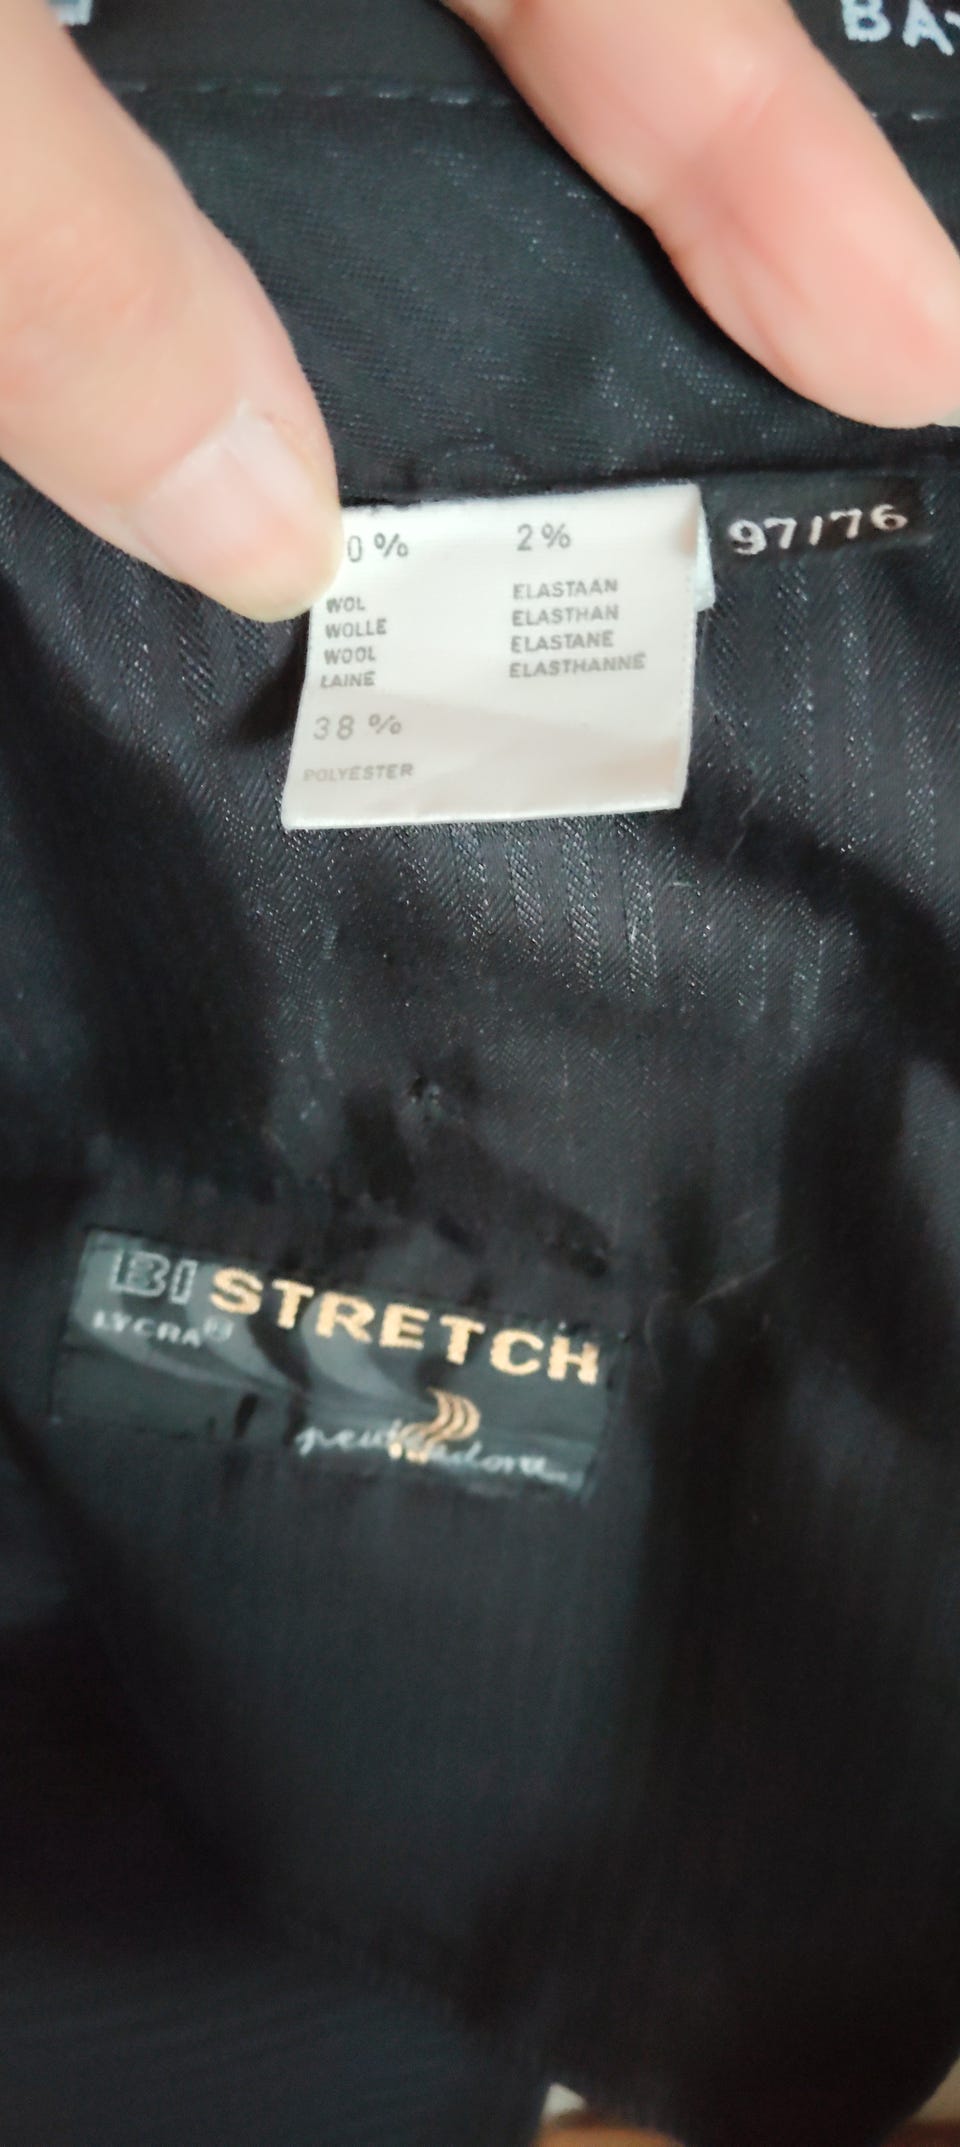 BA
0 % 2 %
97/76
WOL ELASTAAN
WOLLE ELASTHAN
WOOL ELASTANE
LAINE ELASTHANNE
38 %
POLYESTER
BI STRETCH
LYCRA®